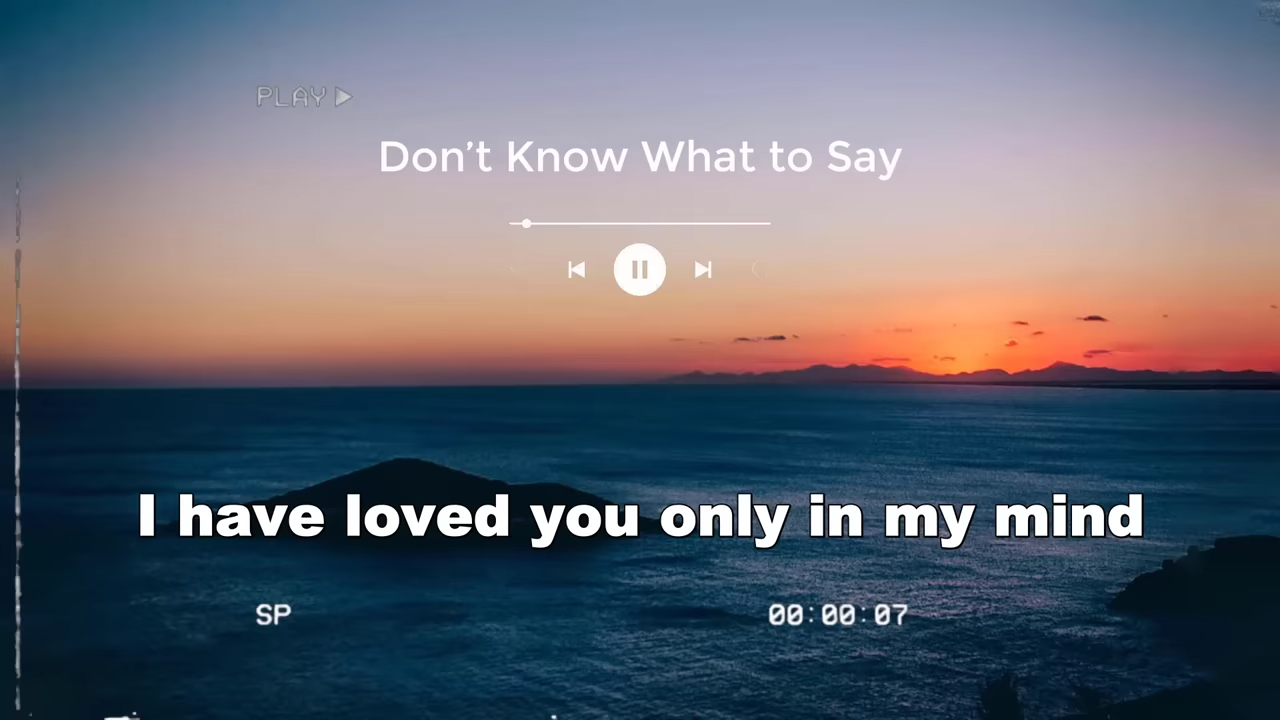 PLAY
Don’t Know What to Say
I have loved you only in my mind
SP 00:00:07